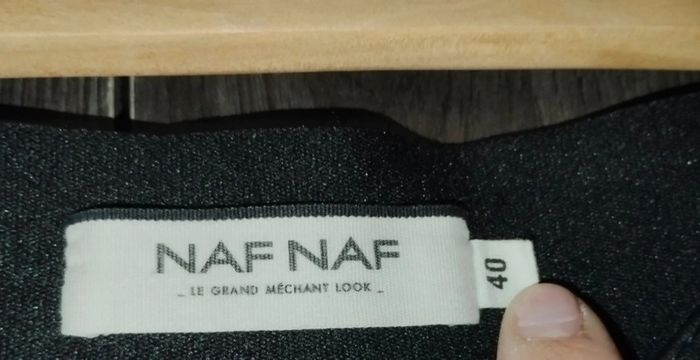 NAF NAF
_ LE GRAND MÉCHANT LOOK _
40